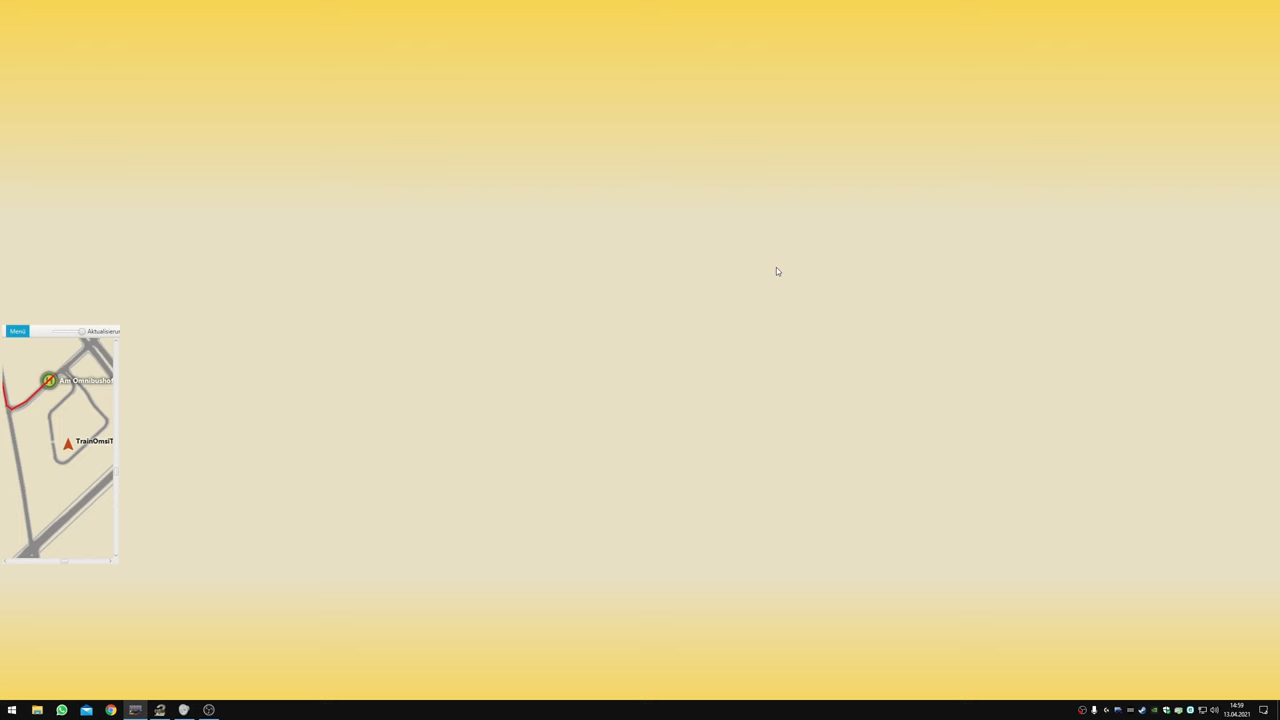 Menü
Aktualisierun
Am Omnibushof
TrainOmsiT
14:59
13.04.2021